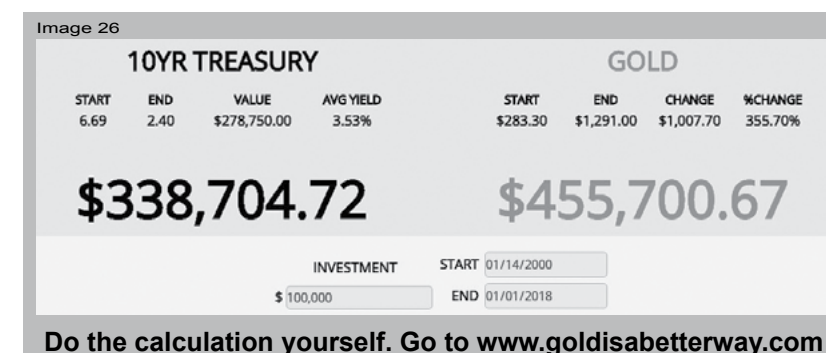 Image 26
10YR TREASURY
START END VALUE AVG YIELD
6.69 2.40 $278,750.00 3.53%
$338,704.72
GOLD
START END CHANGE %CHANGE
$283.30 $1,291.00 $1,007.70 355.70%
$455,700.67
INVESTMENT
$ 100,000
START 01/14/2000
END 01/01/2018
Do the calculation yourself. Go to www.goldisabetterway.com